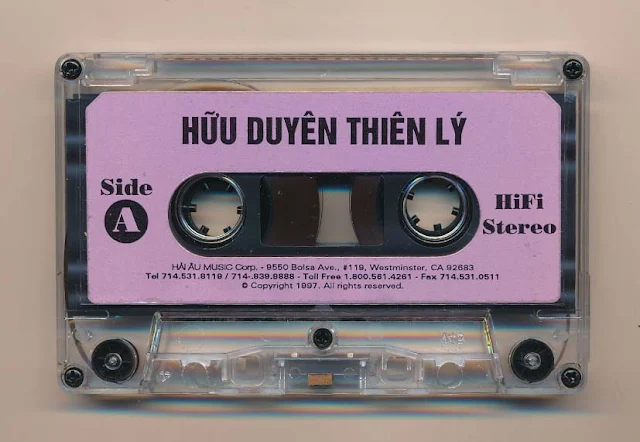 HỮU DUYÊN THIÊN LÝ
Side
A
HiFi
Stereo
HẢI ÂU MUSIC Corp. - 9550 Bolsa Ave., #119, Westminster, CA 92683
Tel 714.531.8118 / 714-.839.9888 - Toll Free 1.800.561.4261 - Fax 714.531.0511
© Copyright 1997. All rights reserved.